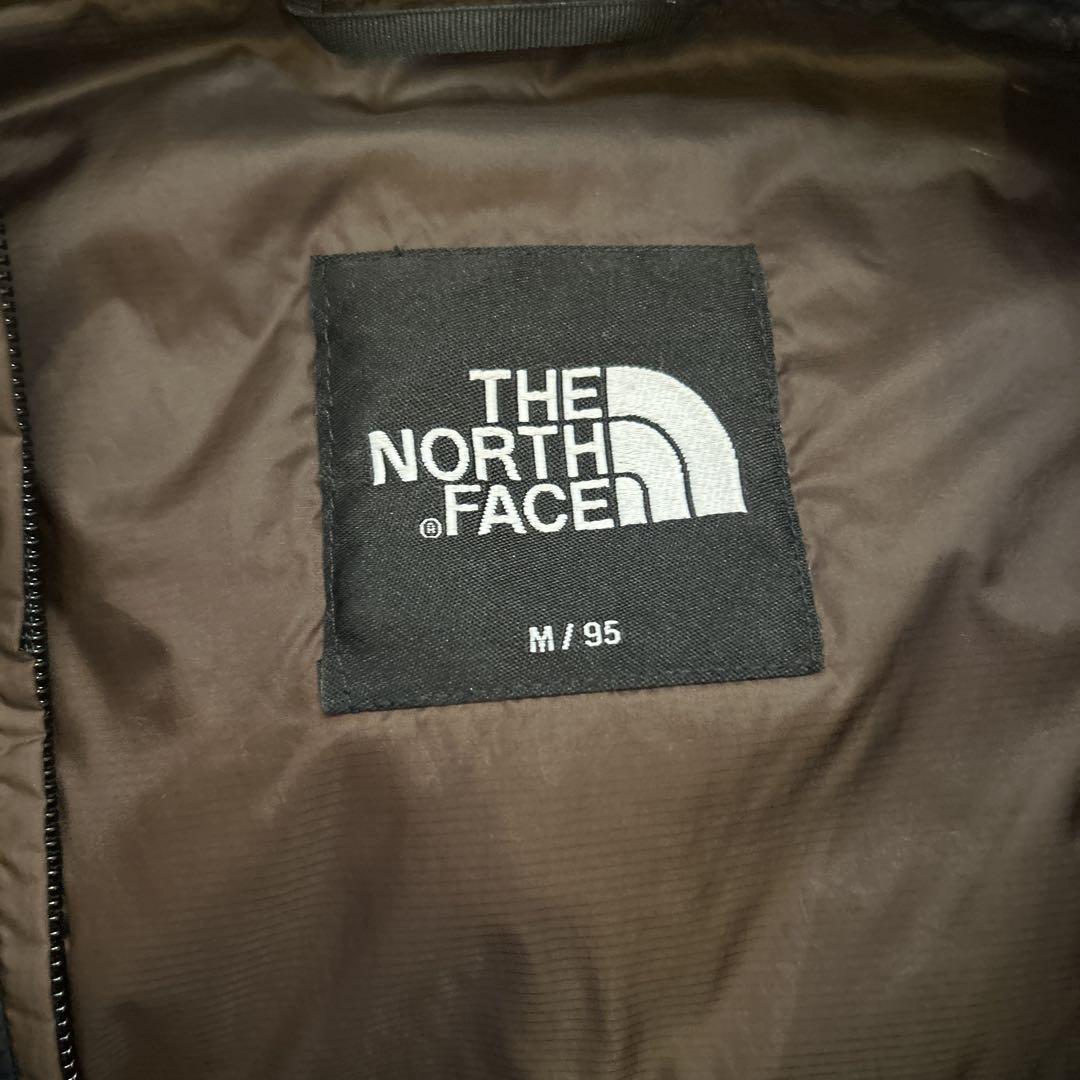 THE
NORTH
®FACE
M / 95